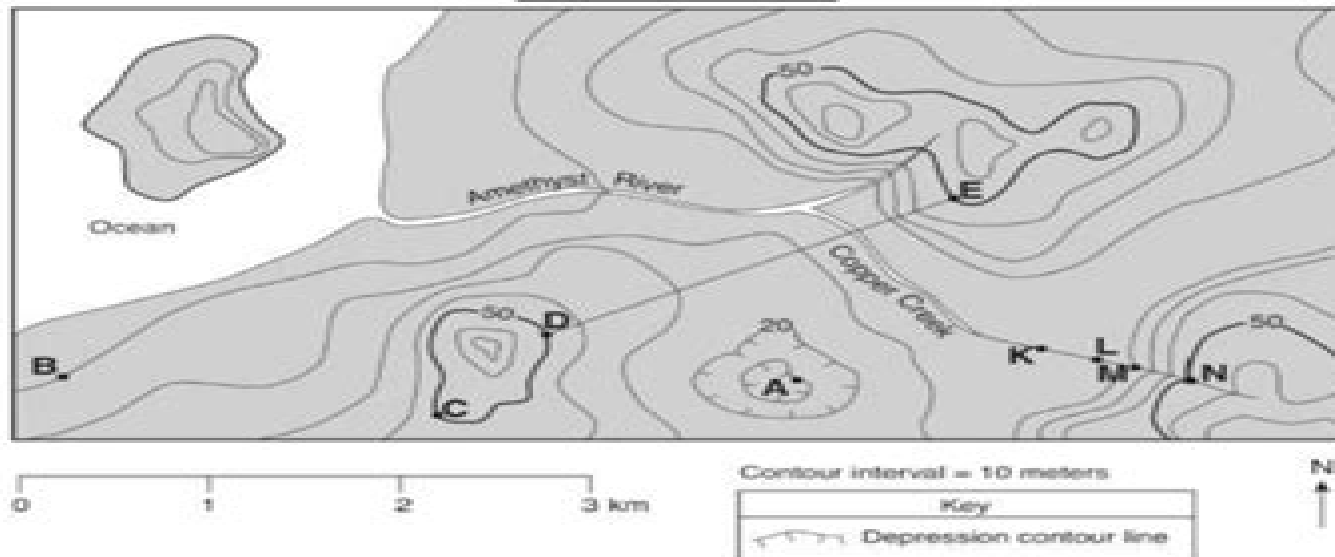 50
Amethyst River
E
Ocean
Copper Creek
50
D
20
50
B
K
L
M
N
A
C
0 1 2 3 km
Contour interval = 10 meters
N
Key
Depression contour line